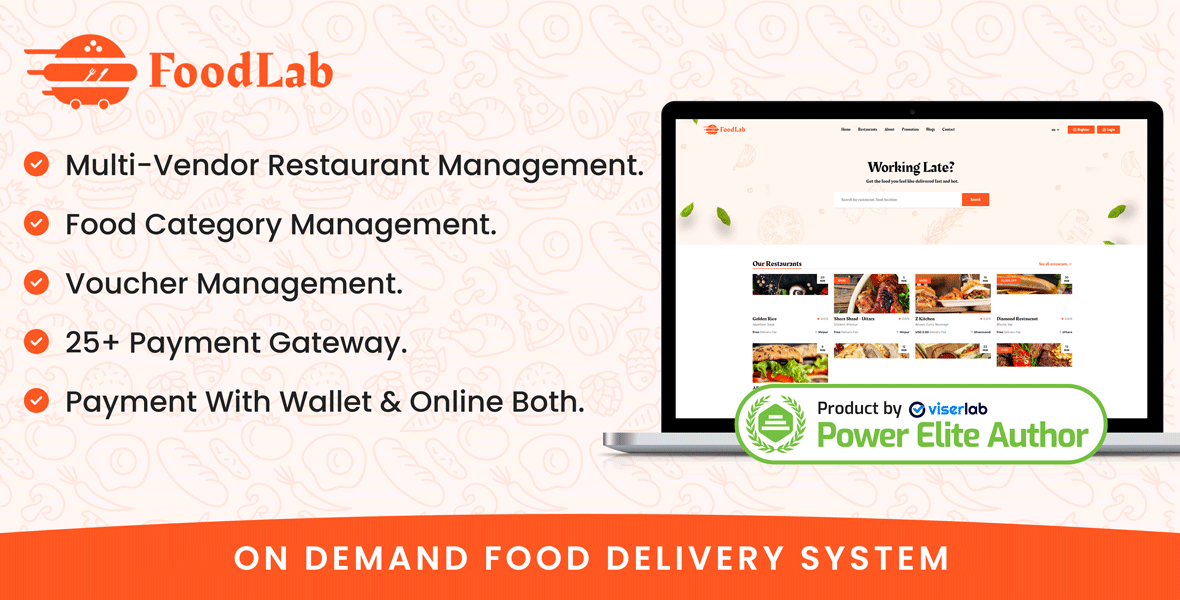 FoodLab
Multi-Vendor Restaurant Management.
Food Category Management.
Voucher Management.
25+ Payment Gateway.
Payment With Wallet & Online Both.
FoodLab
Home Restaurants About Promotion Blogs Contact
Register Login
Working Late?
Get the food you feel like delivered fast and hot.
Search for restaurant, food, location
Search
Our Restaurants
See all restaurants
Golden Rice
Z Kitchen
Diamond Restaurant
Product by viserlab
Power Elite Author
ON DEMAND FOOD DELIVERY SYSTEM